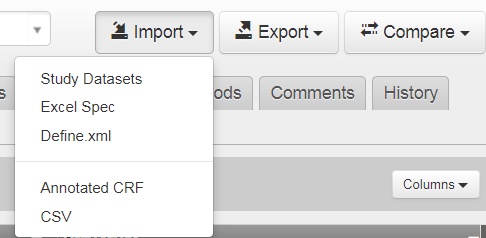 Import Export Compare
Study Datasets
Excel Spec
s ods Comments History
Define.xml
Annotated CRF Columns
CSV